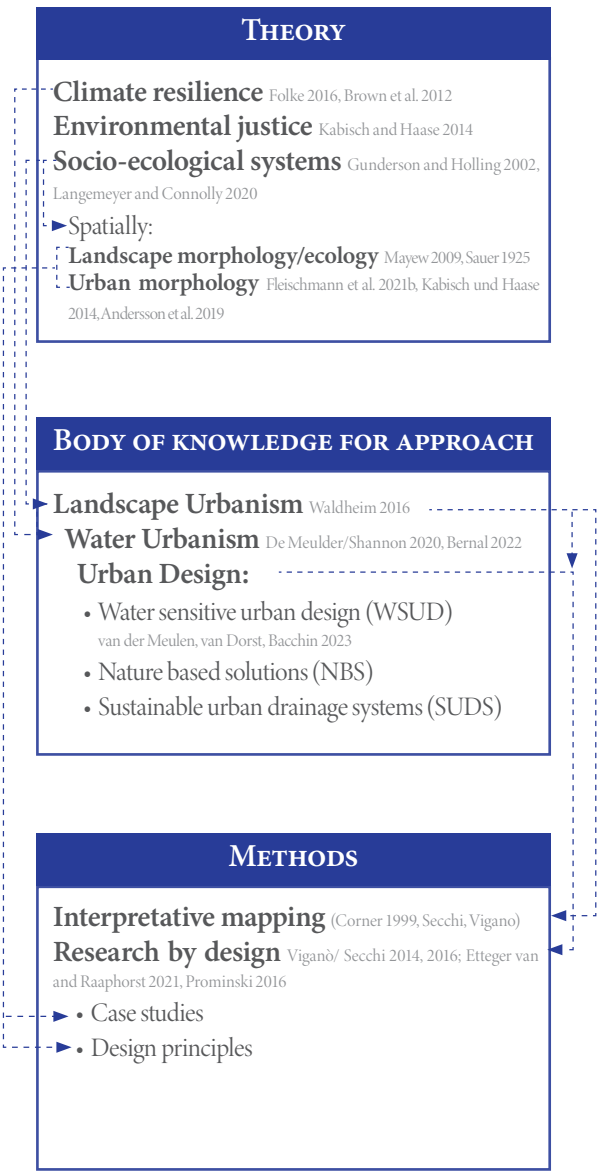 THEORY
Climate resilience Folke 2016, Brown et al. 2012
Environmental justice Kabisch and Haase 2014
Socio-ecological systems Gunderson and Holling 2002,
Langemeyer and Connolly 2020
Spatially:
Landscape morphology/ecology Mayew 2009, Sauer 1925
Urban morphology Fleischmann et al. 2021b, Kabisch und Haase
2014, Andersson et al. 2019
BODY OF KNOWLEDGE FOR APPROACH
Landscape Urbanism Waldheim 2016
Water Urbanism De Meulder/Shannon 2020, Bernal 2022
Urban Design:
• Water sensitive urban design (WSUD)
van der Meulen, van Dorst, Bacchin 2023
• Nature based solutions (NBS)
• Sustainable urban drainage systems (SUDS)
METHODS
Interpretative mapping (Corner 1999, Secchi, Vigano)
Research by design Viganò/ Secchi 2014, 2016; Etteger van
and Raaphorst 2021, Prominski 2016
• Case studies
• Design principles